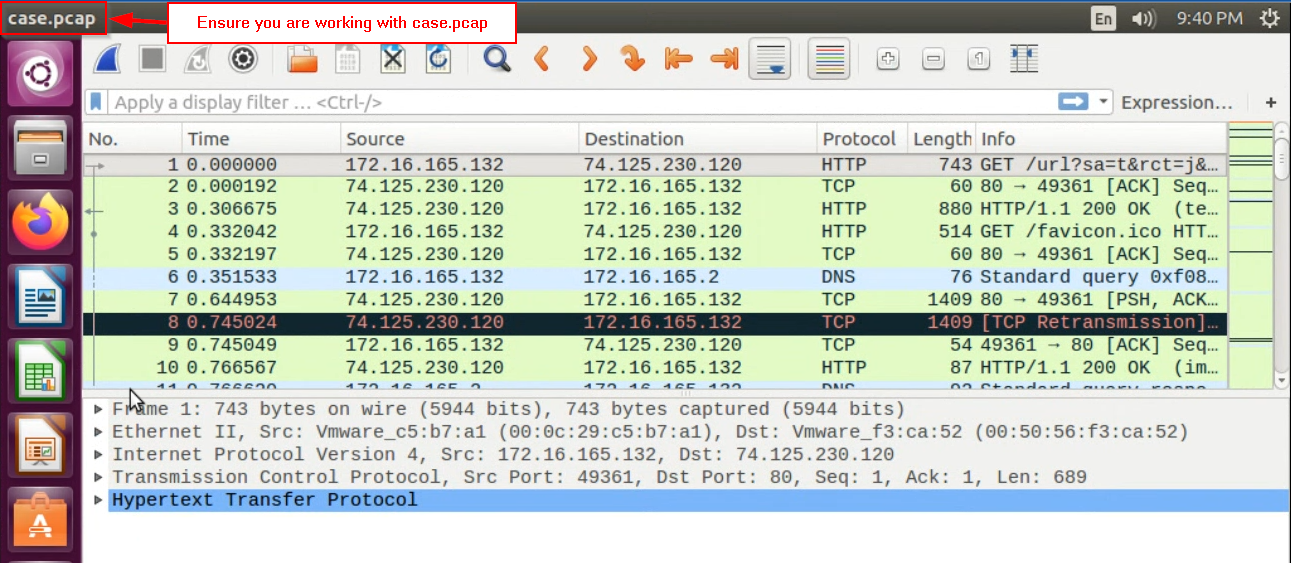 case.pcap
Ensure you are working with case.pcap
En
9:40 PM
Apply a display filter … <Ctrl-/>
Expression…
+
No. Time Source Destination Protocol Length Info
1 0.000000 172.16.165.132 74.125.230.120 HTTP 743 GET /url?sa=t&rct=j&…
2 0.000192 74.125.230.120 172.16.165.132 TCP 60 80 → 49361 [ACK] Seq…
3 0.306675 74.125.230.120 172.16.165.132 HTTP 880 HTTP/1.1 200 OK (te…
4 0.332042 172.16.165.132 74.125.230.120 HTTP 514 GET /favicon.ico HTT…
5 0.332197 74.125.230.120 172.16.165.132 TCP 60 80 → 49361 [ACK] Seq…
6 0.351533 172.16.165.132 172.16.165.2 DNS 76 Standard query 0xf08…
7 0.644953 74.125.230.120 172.16.165.132 TCP 1409 80 → 49361 [PSH, ACK…
8 0.745024 74.125.230.120 172.16.165.132 TCP 1409 [TCP Retransmission]…
9 0.745049 172.16.165.132 74.125.230.120 TCP 54 49361 → 80 [ACK] Seq…
10 0.766567 74.125.230.120 172.16.165.132 HTTP 87 HTTP/1.1 200 OK (im…
Frame 1: 743 bytes on wire (5944 bits), 743 bytes captured (5944 bits)
Ethernet II, Src: Vmware_c5:b7:a1 (00:0c:29:c5:b7:a1), Dst: Vmware_f3:ca:52 (00:50:56:f3:ca:52)
Internet Protocol Version 4, Src: 172.16.165.132, Dst: 74.125.230.120
Transmission Control Protocol, Src Port: 49361, Dst Port: 80, Seq: 1, Ack: 1, Len: 689
Hypertext Transfer Protocol